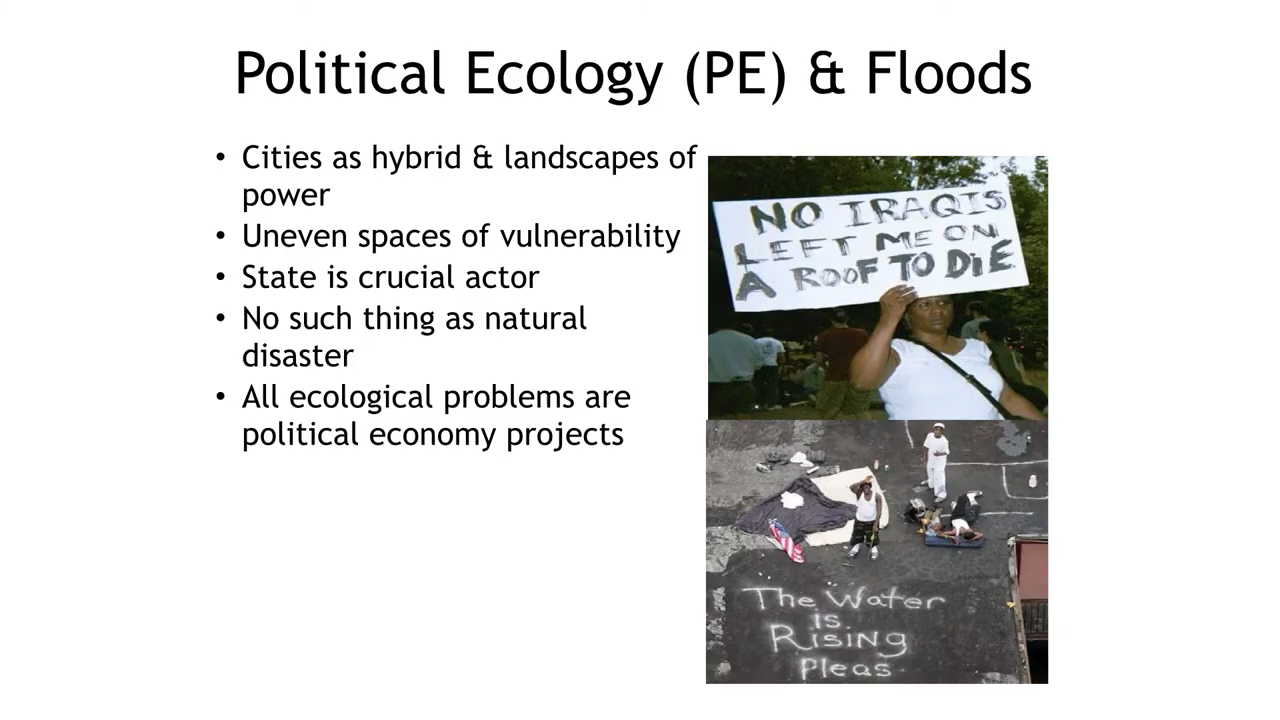 Political Ecology (PE) & Floods
• Cities as hybrid & landscapes of
power
• Uneven spaces of vulnerability
• State is crucial actor
• No such thing as natural
disaster
• All ecological problems are
political economy projects
NO IRAQIS
LEFT ME ON
A ROOF TO DIE
The Water
is
Rising
Pleas